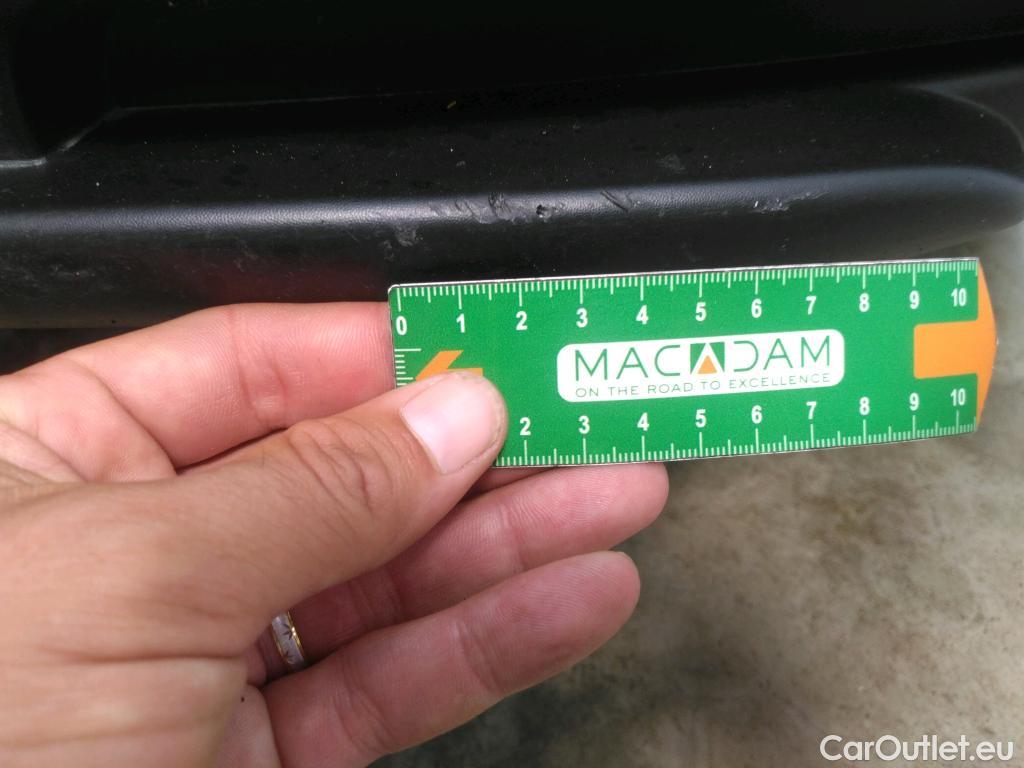 0 1 2 3 4 5 6 7 8 9 10
MACADAM
ON THE ROAD TO EXCELLENCE
2 3 4 5 6 7 8 9 10
CarOutlet.eu